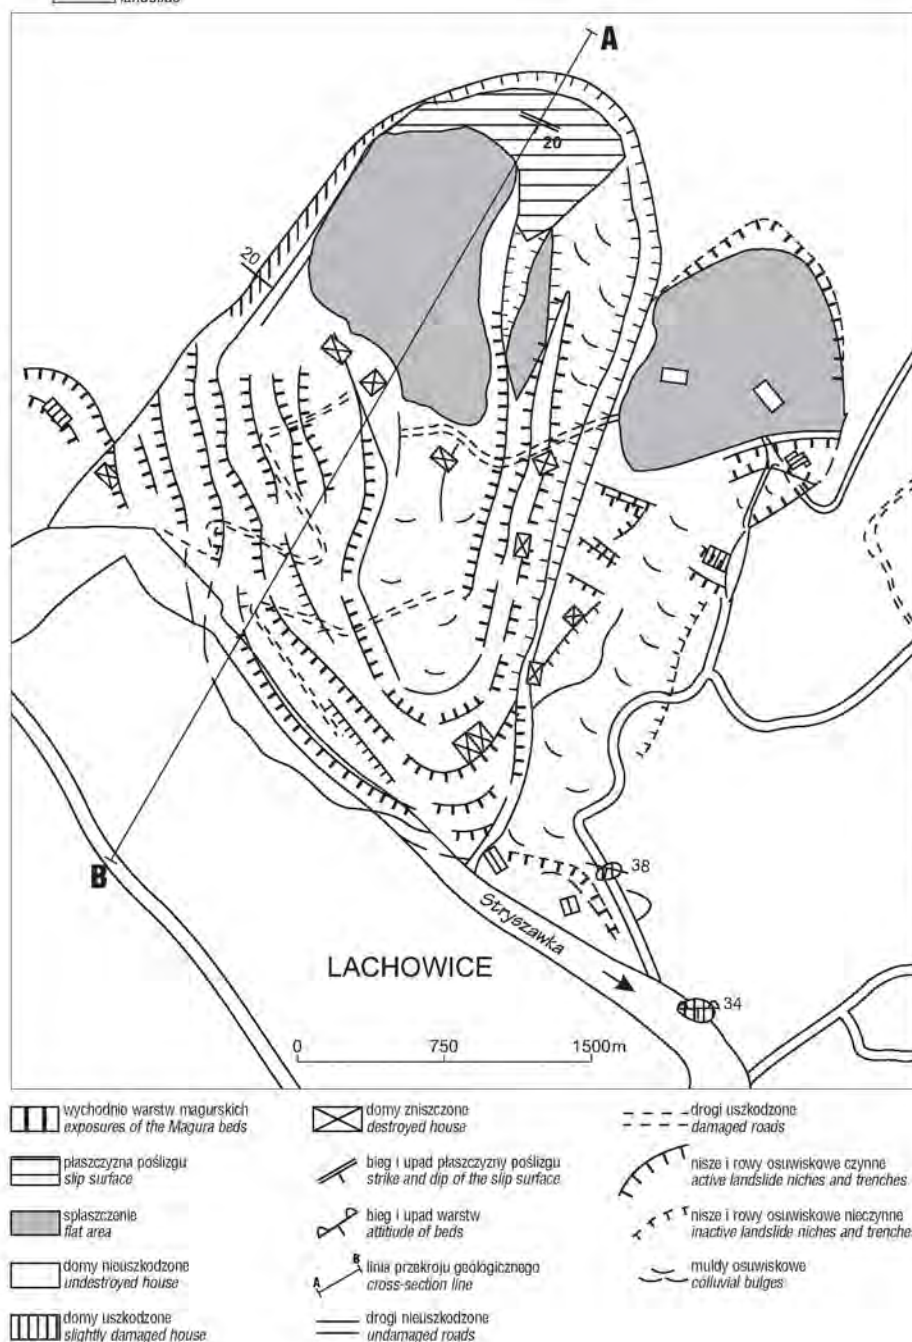 landslide
A
20
20
B
38
34
Stryszawka
LACHOWICE
0 750 1500m
wychodnie warstw magurskich
exposures of the Magura beds
płaszczyzna poślizgu
slip surface
spłaszczenie
flat area
domy nieuszkodzone
undestroyed house
domy uszkodzone
slightly damaged house
domy zniszczone
destroyed house
bieg i upad płaszczyzny poślizgu
strike and dip of the slip surface
bieg i upad warstw
attitude of beds
A B
linia przekroju geologicznego
cross-section line
drogi nieuszkodzone
undamaged roads
drogi uszkodzone
damaged roads
nisze i rowy osuwiskowe czynne
active landslide niches and trenches
nisze i rowy osuwiskowe nieczynne
inactive landslide niches and trenches
muldy osuwiskowe
colluvial bulges